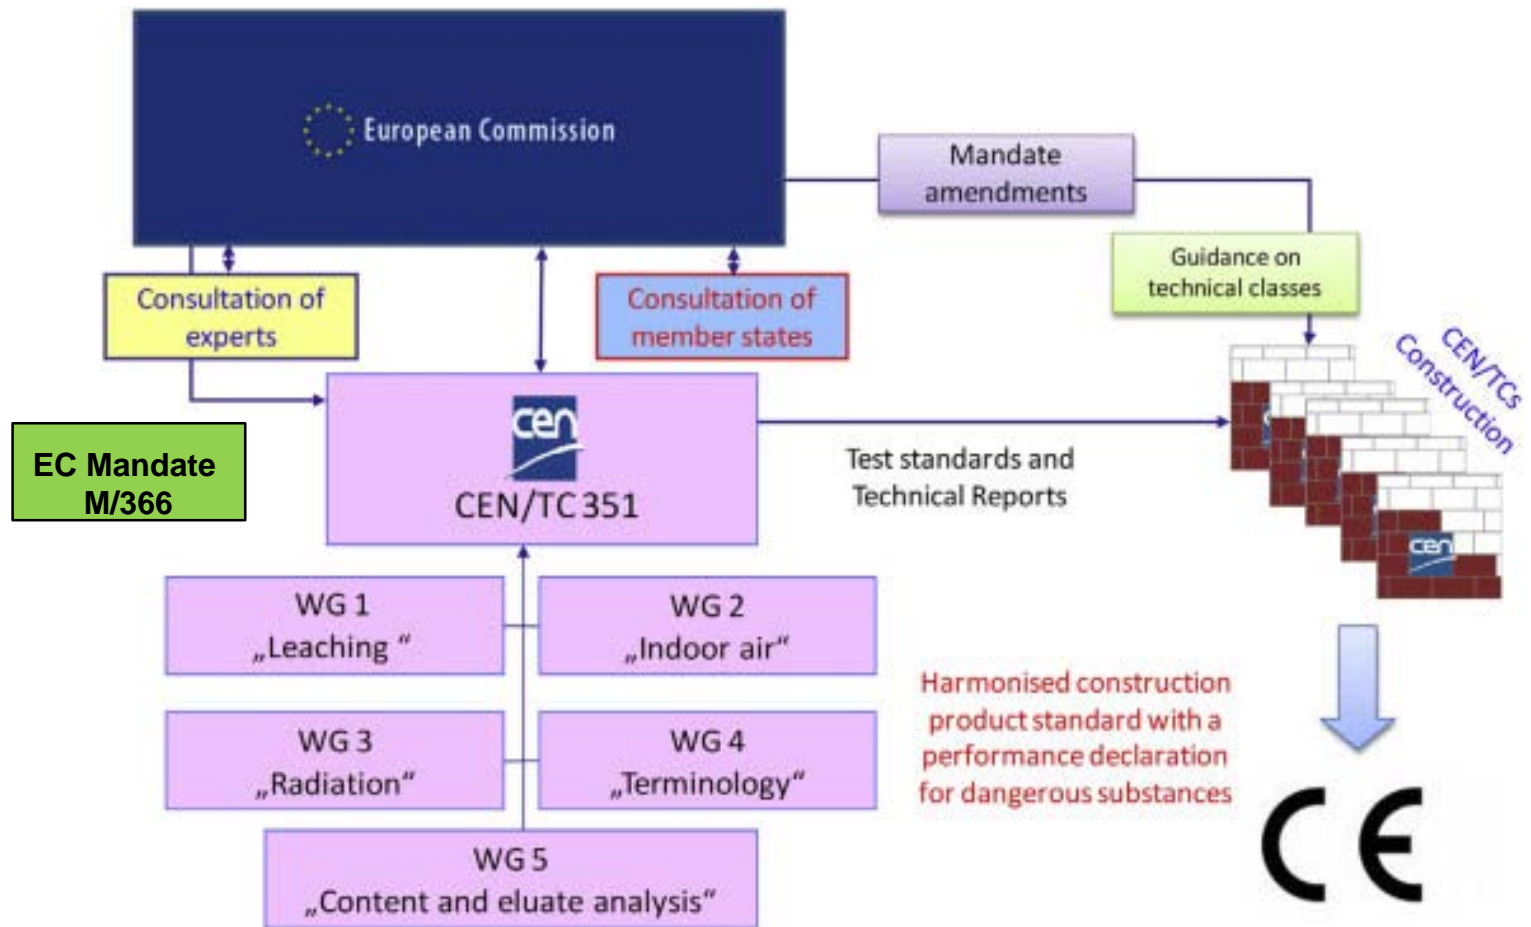 European Commission
Mandate
amendments
Guidance on
technical classes
Consultation of
experts
Consultation of
member states
CEN/TCs
Construction
cen
CEN/TC 351
EC Mandate
M/366
Test standards and
Technical Reports
cen
WG 1
„Leaching “
WG 2
„Indoor air“
WG 3
„Radiation“
WG 4
„Terminology“
WG 5
„Content and eluate analysis“
Harmonised construction
product standard with a
performance declaration
for dangerous substances
CE